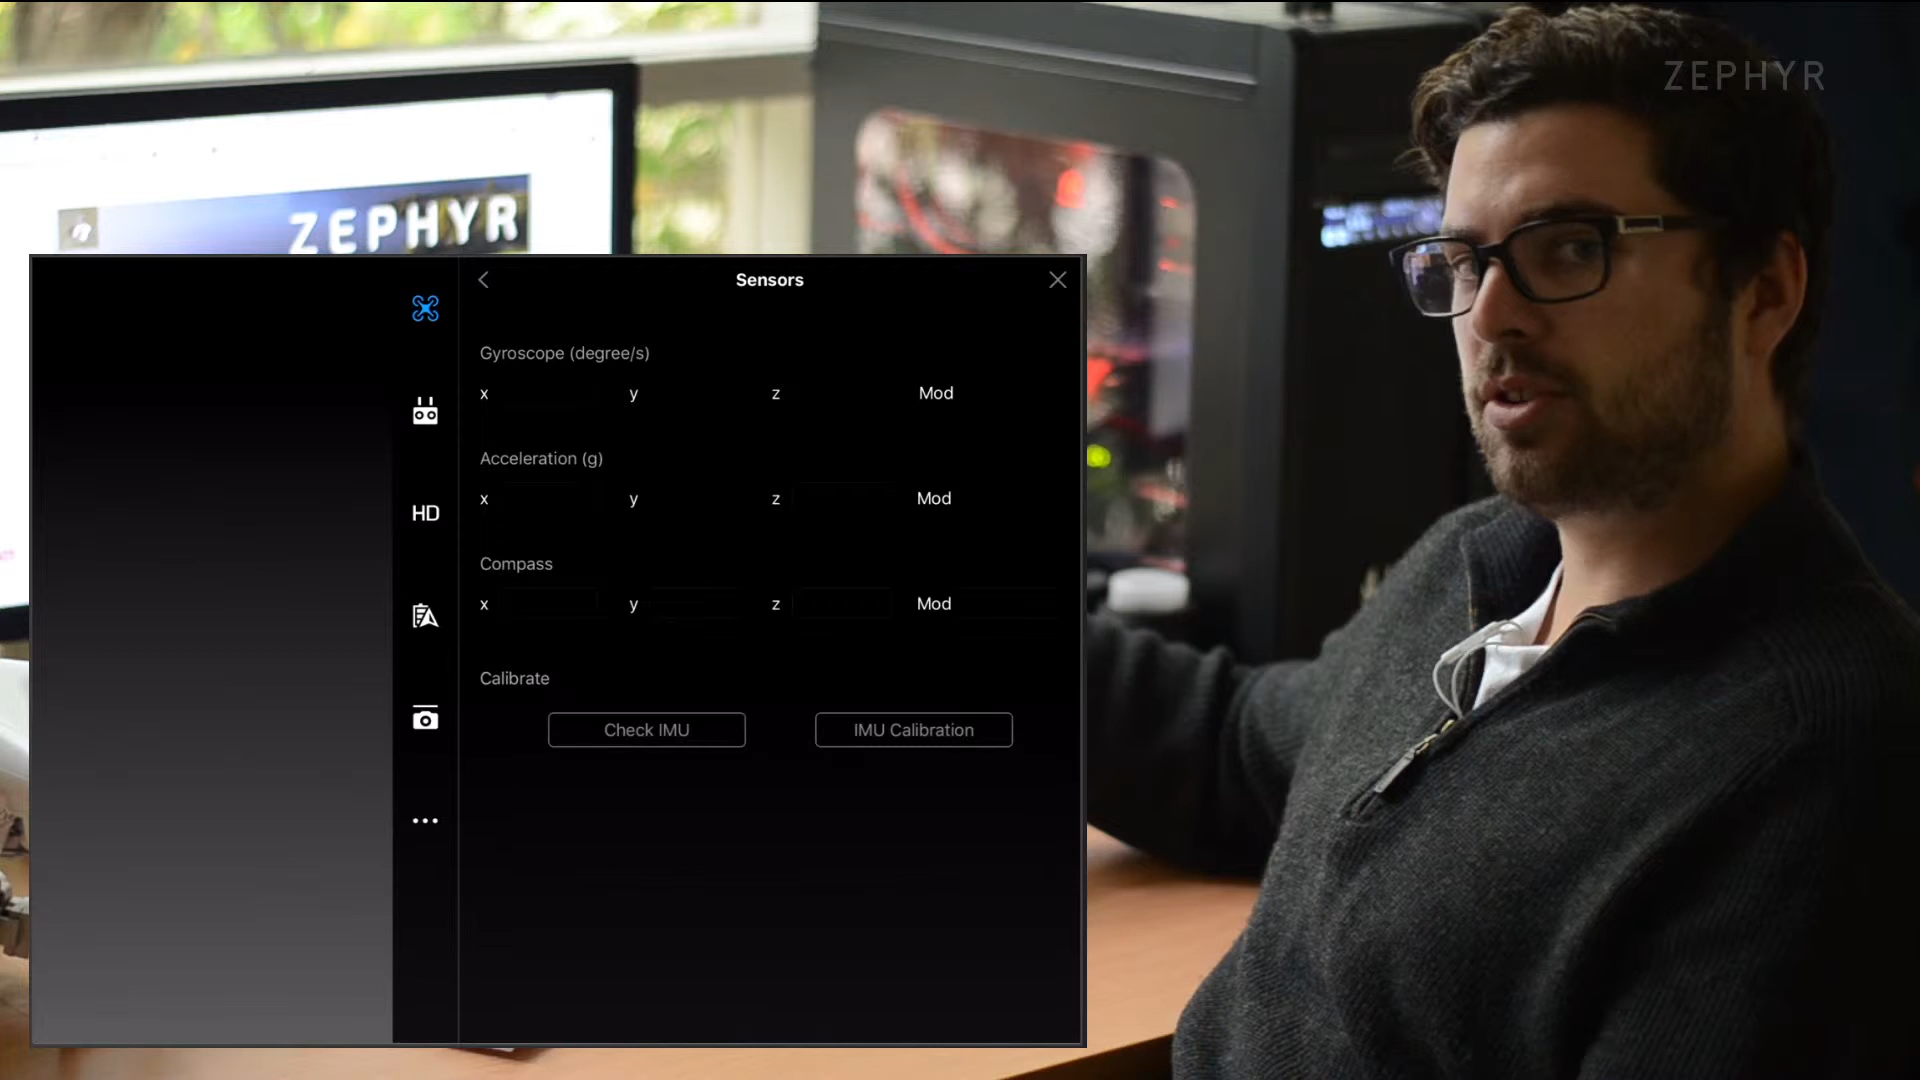 ZEPHYR
ZEPHYR
Sensors
Gyroscope (degree/s)
x y z Mod
Acceleration (g)
x y z Mod
HD
Compass
x y z Mod
Calibrate
Check IMU IMU Calibration